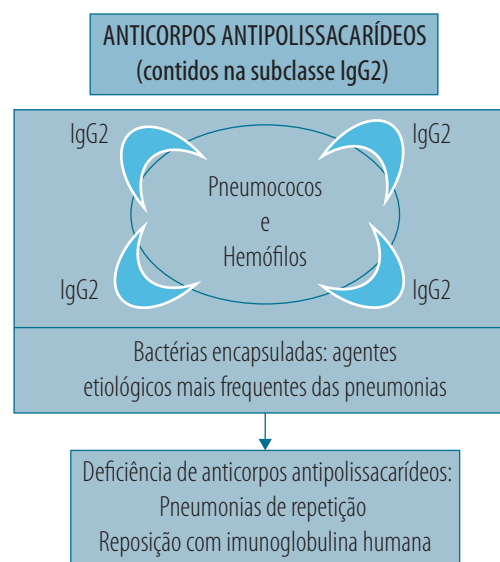 ANTICORPOS ANTIPOLISSACARÍDEOS
(contidos na subclasse IgG2)
IgG2
IgG2
Pneumococos
e
Hemófilos
IgG2
IgG2
Bactérias encapsuladas: agentes
etiológicos mais frequentes das pneumonias
Deficiência de anticorpos antipolissacarídeos:
Pneumonias de repetição
Reposição com imunoglobulina humana